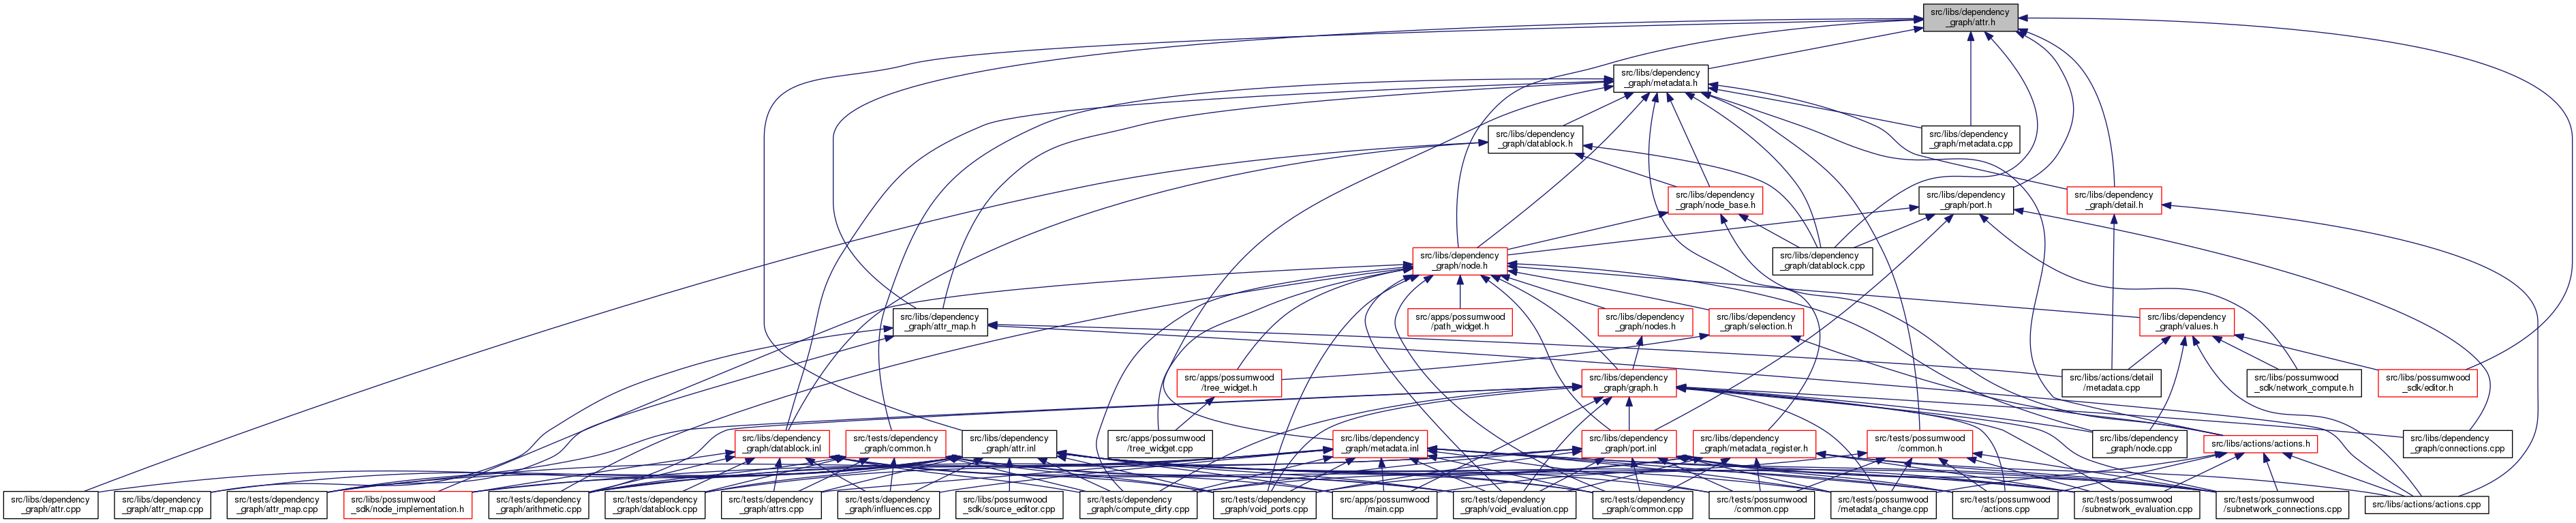 src/libs/dependency
_graph/attr.h
src/libs/dependency
_graph/metadata.h
src/libs/dependency
_graph/datablock.h
src/libs/dependency
_graph/metadata.cpp
src/libs/dependency
_graph/node_base.h
src/libs/dependency
_graph/port.h
src/libs/dependency
_graph/detail.h
src/libs/dependency
_graph/node.h
src/libs/dependency
_graph/datablock.cpp
src/libs/dependency
_graph/attr_map.h
src/apps/possumwood
/path_widget.h
src/libs/dependency
_graph/nodes.h
src/libs/dependency
_graph/selection.h
src/libs/dependency
_graph/values.h
src/apps/possumwood
/tree_widget.h
src/libs/dependency
_graph/graph.h
src/libs/actions/detail
/metadata.cpp
src/libs/possumwood
_sdk/network_compute.h
src/libs/possumwood
_sdk/editor.h
src/libs/dependency
_graph/datablock.inl
src/tests/dependency
_graph/common.h
src/libs/dependency
_graph/attr.inl
src/apps/possumwood
/tree_widget.cpp
src/libs/dependency
_graph/metadata.inl
src/libs/dependency
_graph/port.inl
src/libs/dependency
_graph/metadata_register.h
src/tests/possumwood
/common.h
src/libs/dependency
_graph/node.cpp
src/libs/actions/actions.h
src/libs/dependency
_graph/connections.cpp
src/libs/dependency
_graph/attr.cpp
src/libs/dependency
_graph/attr_map.cpp
src/tests/dependency
_graph/attr_map.cpp
src/libs/possumwood
_sdk/node_implementation.h
src/tests/dependency
_graph/arithmetic.cpp
src/tests/dependency
_graph/datablock.cpp
src/tests/dependency
_graph/attrs.cpp
src/tests/dependency
_graph/influences.cpp
src/libs/possumwood
_sdk/source_editor.cpp
src/tests/dependency
_graph/compute_dirty.cpp
src/tests/dependency
_graph/void_ports.cpp
src/apps/possumwood
/main.cpp
src/tests/dependency
_graph/void_evaluation.cpp
src/tests/dependency
_graph/common.cpp
src/tests/possumwood
/common.cpp
src/tests/possumwood
/metadata_change.cpp
src/tests/possumwood
/actions.cpp
src/tests/possumwood
/subnetwork_evaluation.cpp
src/tests/possumwood
/subnetwork_connections.cpp
src/libs/actions/actions.cpp